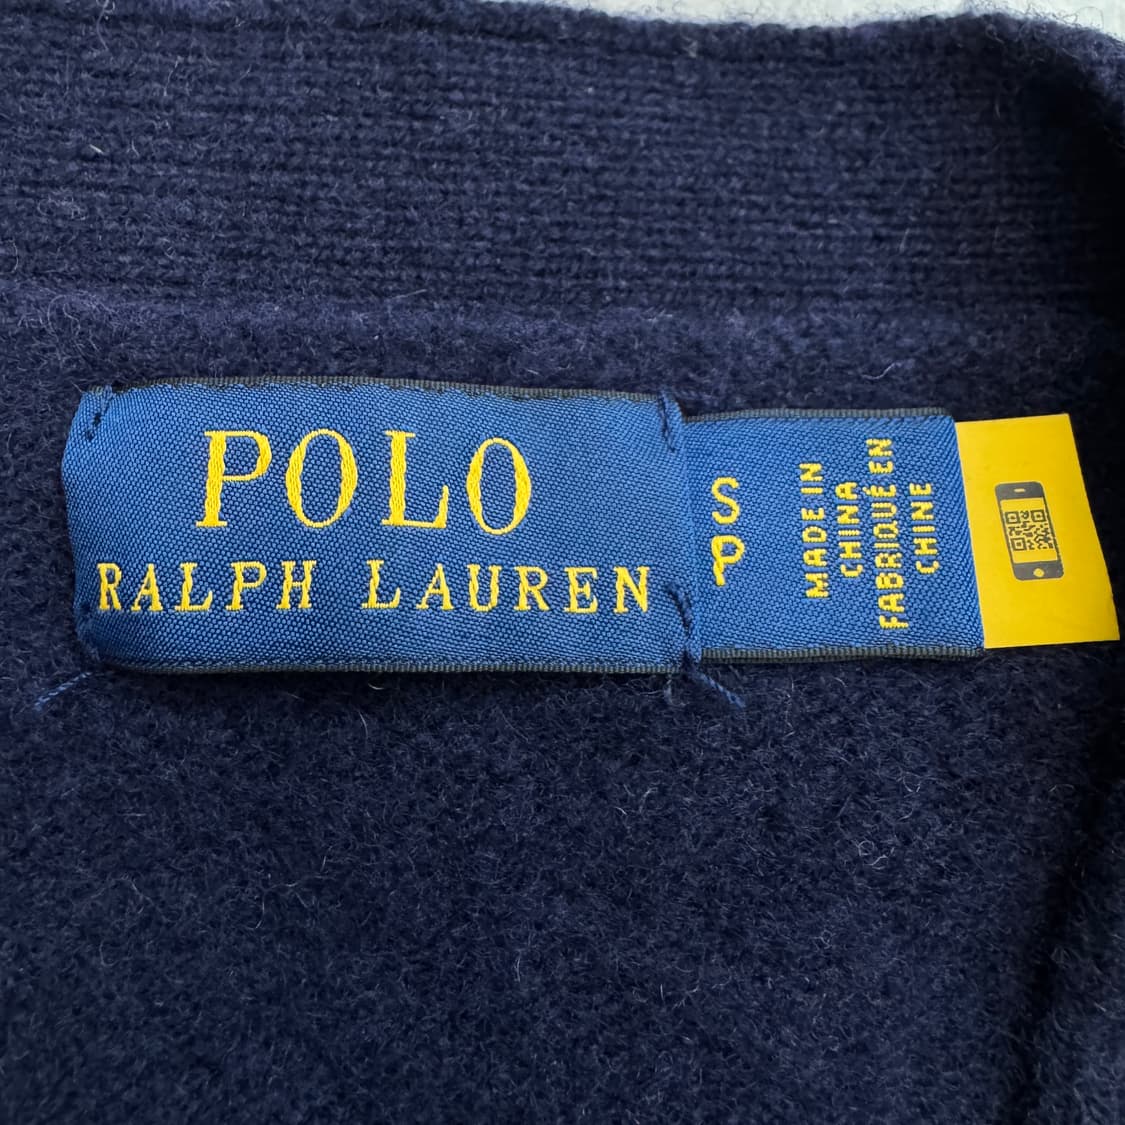 POLO
RALPH LAUREN
S
P
MADE IN
CHINA
FABRIQUÉ EN
CHINE